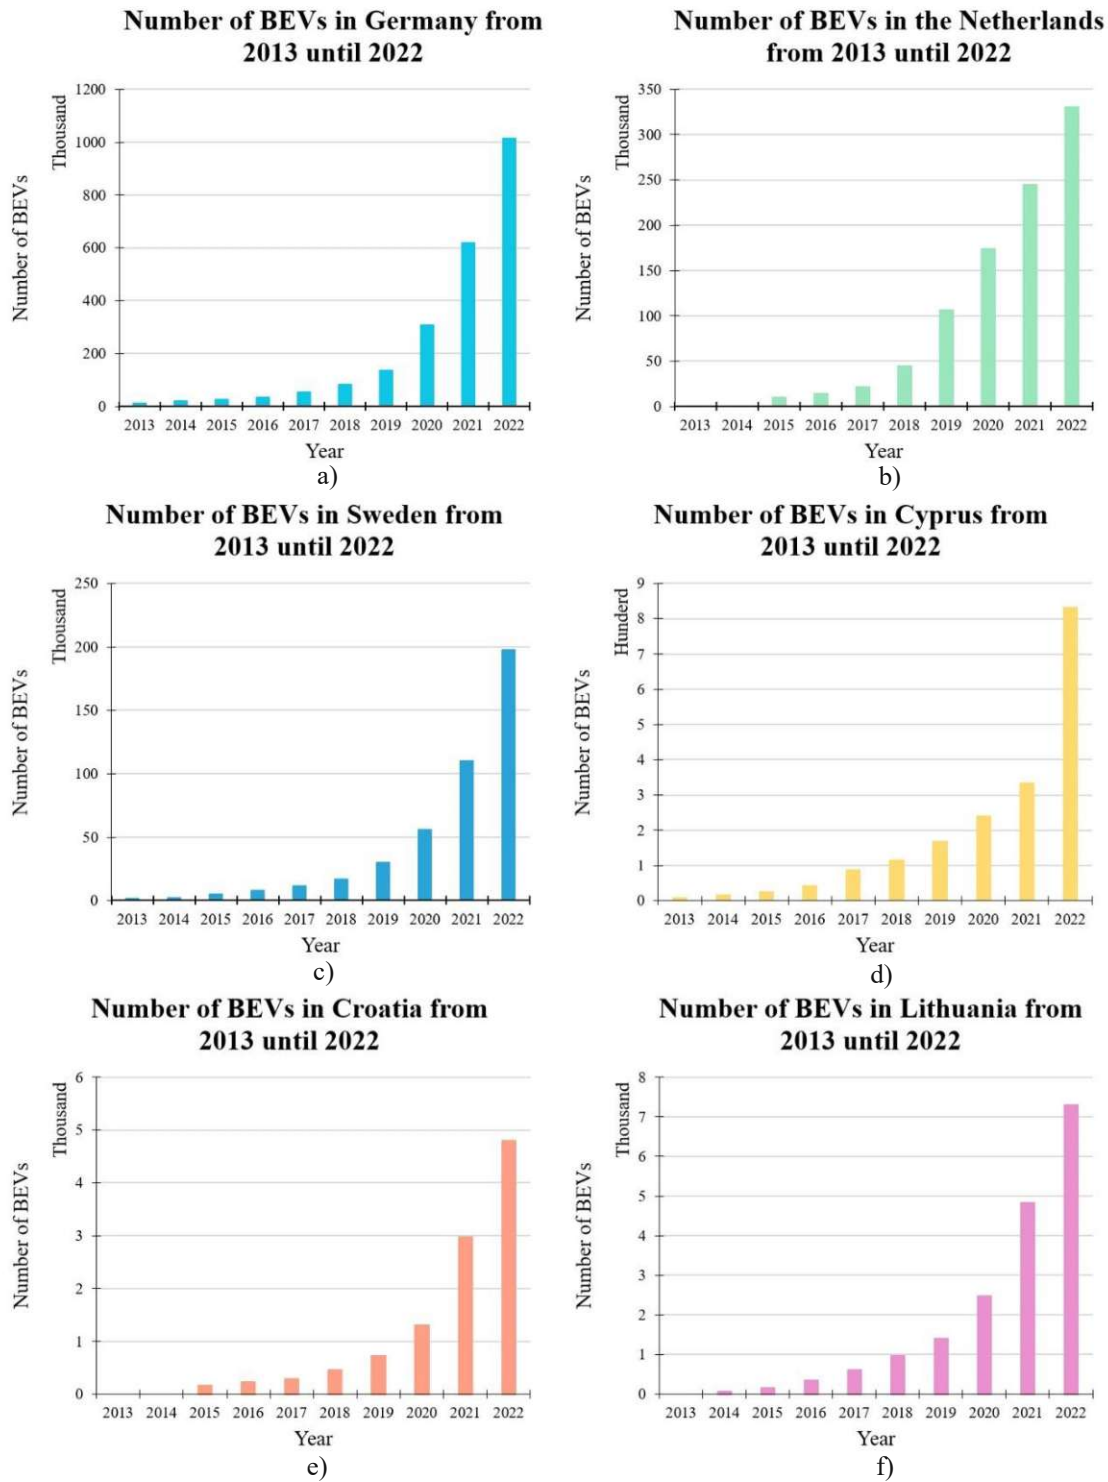 Number of BEVs in Germany from
2013 until 2022
Number of BEVs
Thousand
1200
1000
800
600
400
200
0
2013 2014 2015 2016 2017 2018 2019 2020 2021 2022
Year
a)
Number of BEVs in the Netherlands
from 2013 until 2022
Number of BEVs
Thousand
350
300
250
200
150
100
50
0
2013 2014 2015 2016 2017 2018 2019 2020 2021 2022
Year
b)
Number of BEVs in Sweden from
2013 until 2022
Number of BEVs
Thousand
250
200
150
100
50
0
2013 2014 2015 2016 2017 2018 2019 2020 2021 2022
Year
c)
Number of BEVs in Cyprus from
2013 until 2022
Number of BEVs
Hunderd
9
8
7
6
5
4
3
2
1
0
2013 2014 2015 2016 2017 2018 2019 2020 2021 2022
Year
d)
Number of BEVs in Croatia from
2013 until 2022
Number of BEVs
Thousand
6
5
4
3
2
1
0
2013 2014 2015 2016 2017 2018 2019 2020 2021 2022
Year
e)
Number of BEVs in Lithuania from
2013 until 2022
Number of BEVs
Thousand
8
7
6
5
4
3
2
1
0
2013 2014 2015 2016 2017 2018 2019 2020 2021 2022
Year
f)